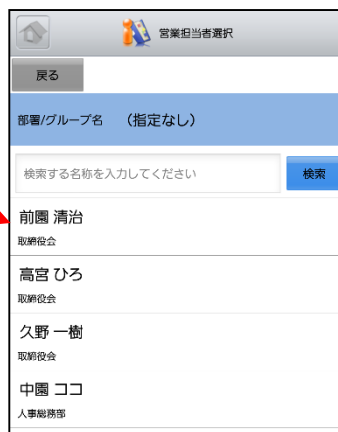 営業担当者選択
戻る
部署/グループ名 (指定なし)
検索する名称を入力してください 検索
前園 清治
取締役会
高宮 ひろ
取締役会
久野 一樹
取締役会
中園 ココ
人事総務部